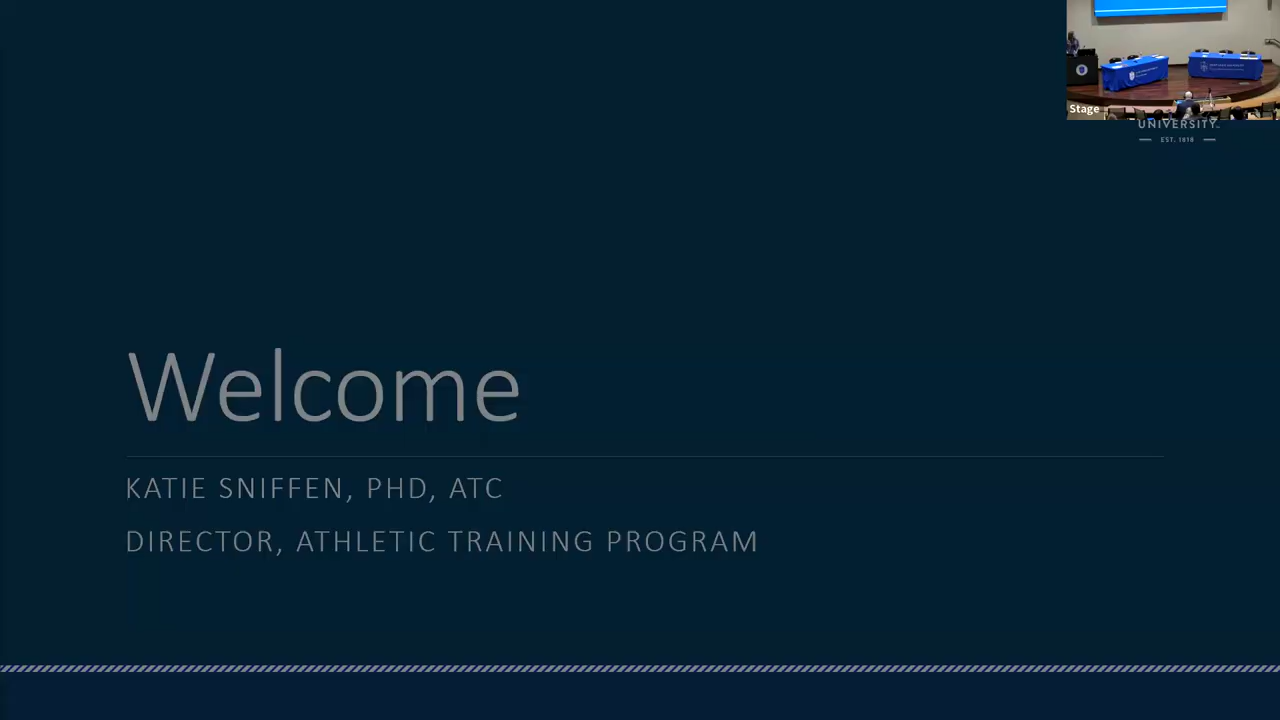 Stage
UNIVERSITY
EST. 1818
Welcome
KATIE SNIFFEN, PHD, ATC
DIRECTOR, ATHLETIC TRAINING PROGRAM